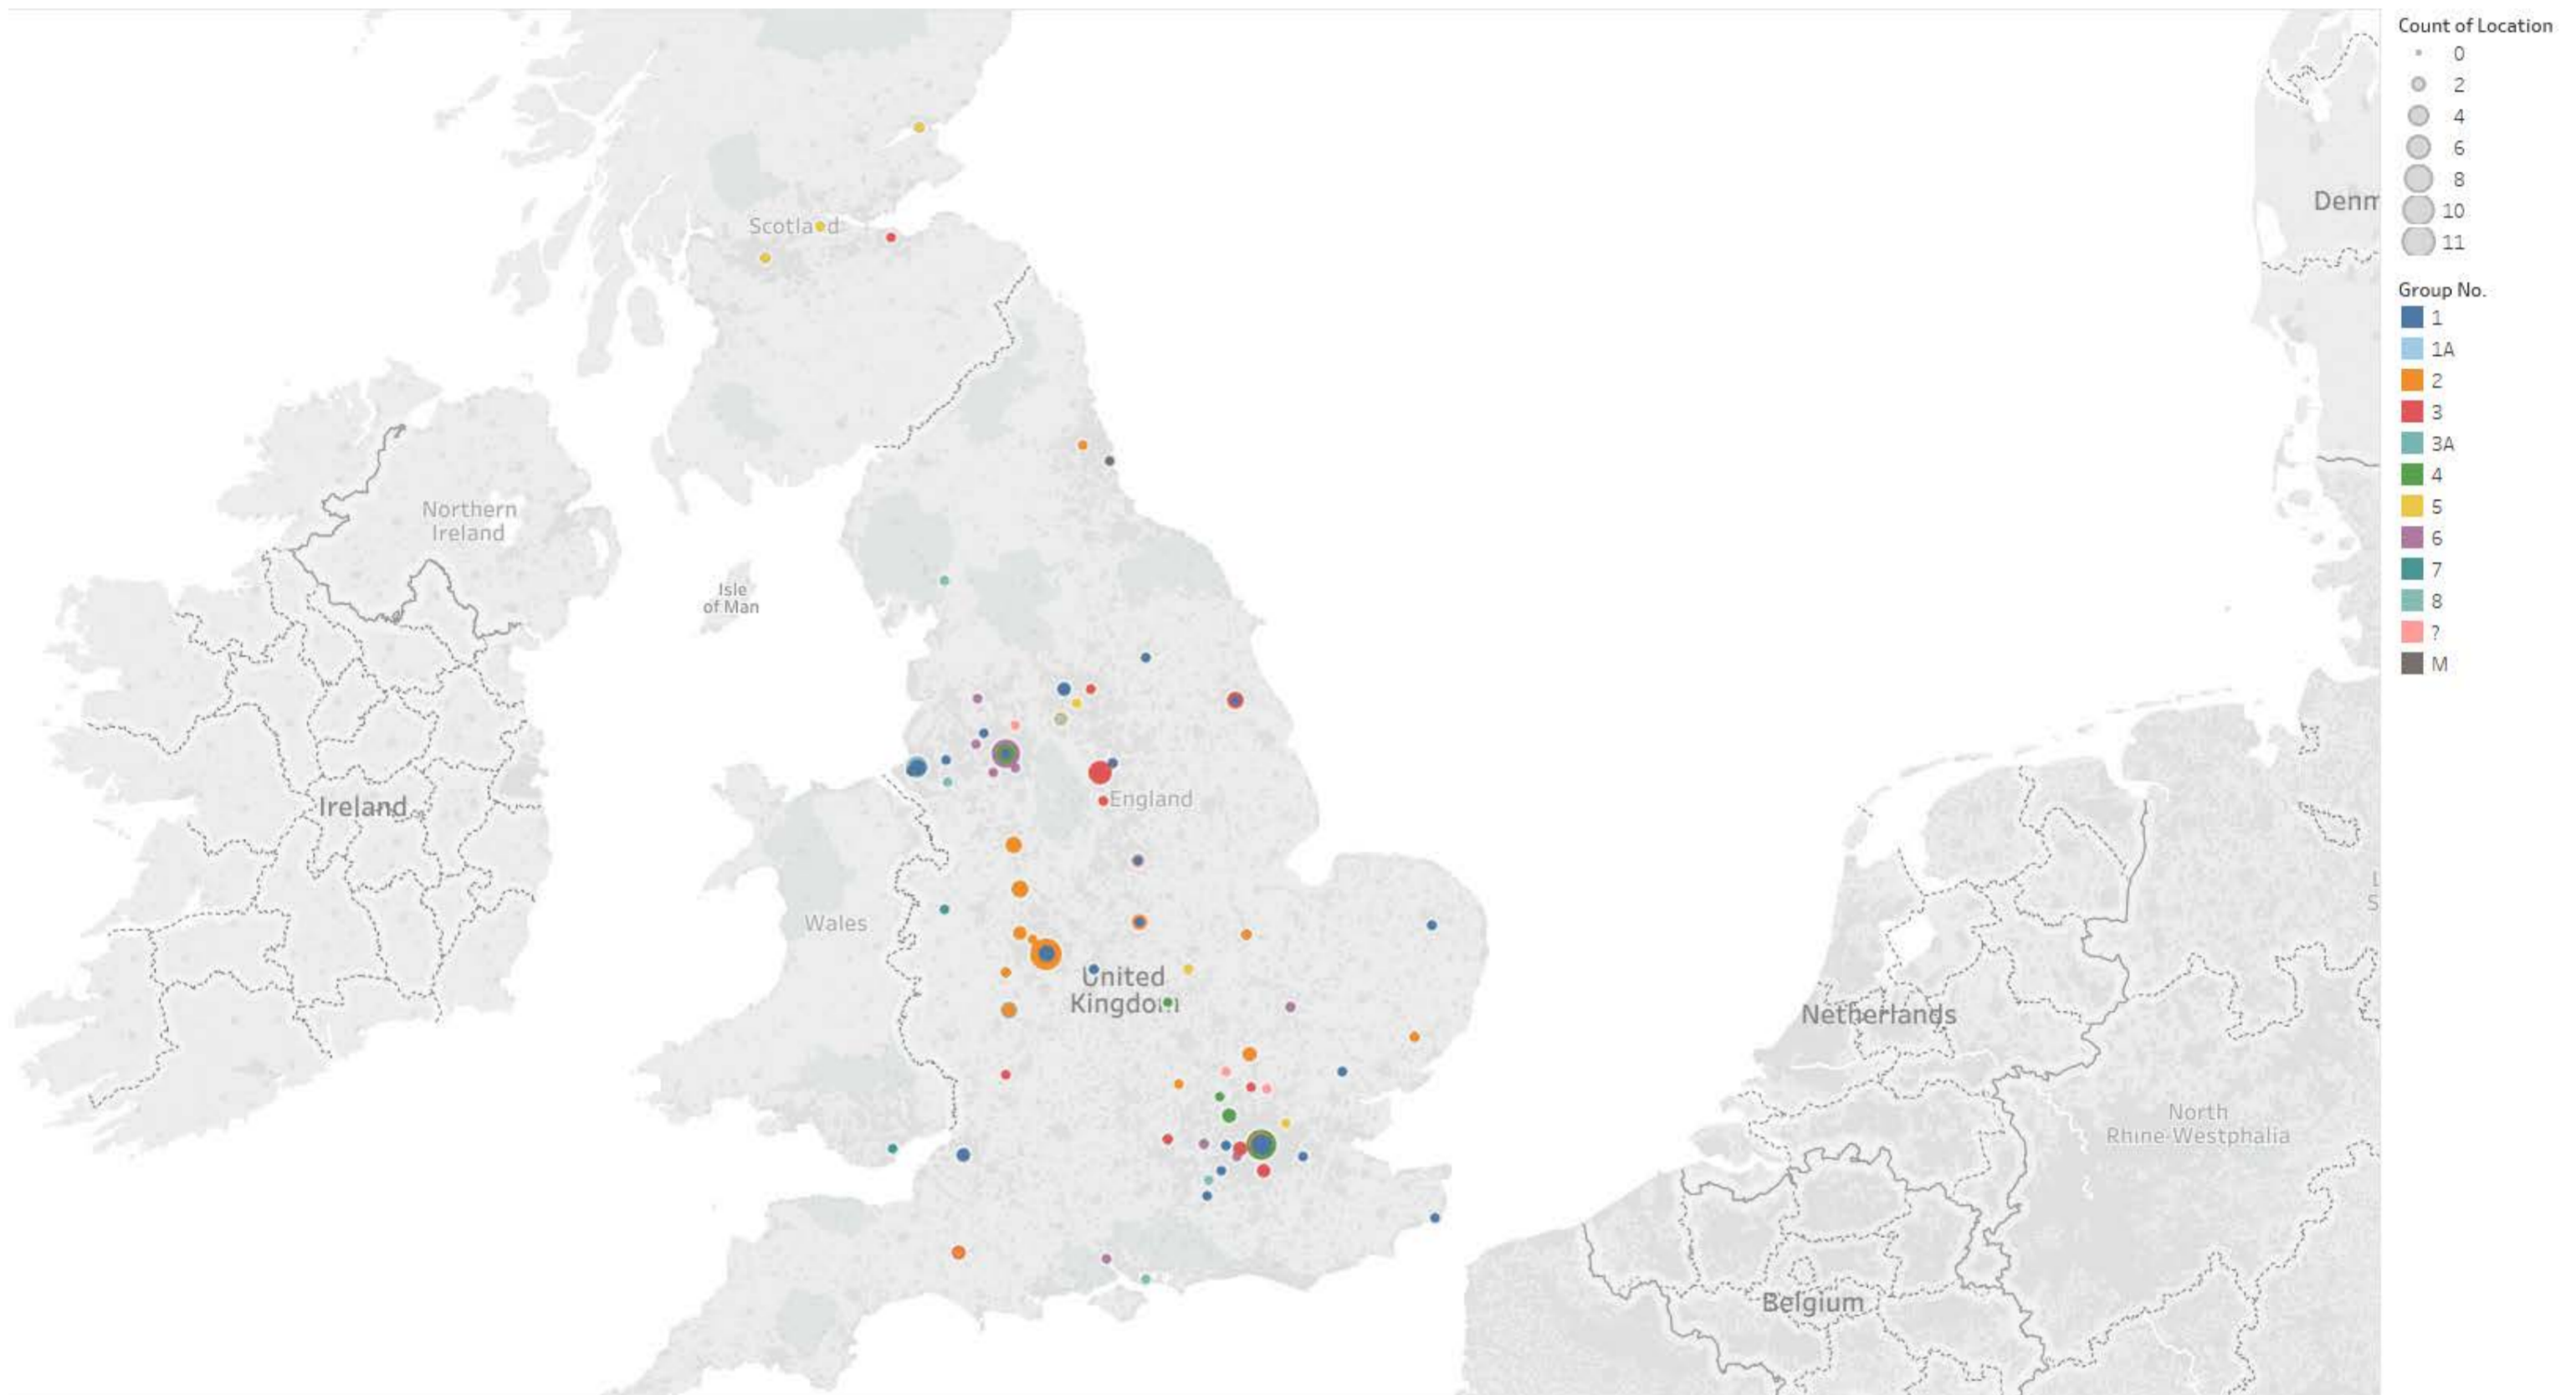 Count of Location
0
2
4
6
8
10
11
Group No.
1
1A
2
3
3A
4
5
6
7
8
?
M
Denm
Scotland
Northern
Ireland
Isle
of Man
Ireland
England
Wales
United
Kingdom
Netherlands
North
Rhine-Westphalia
Belgium
L
S